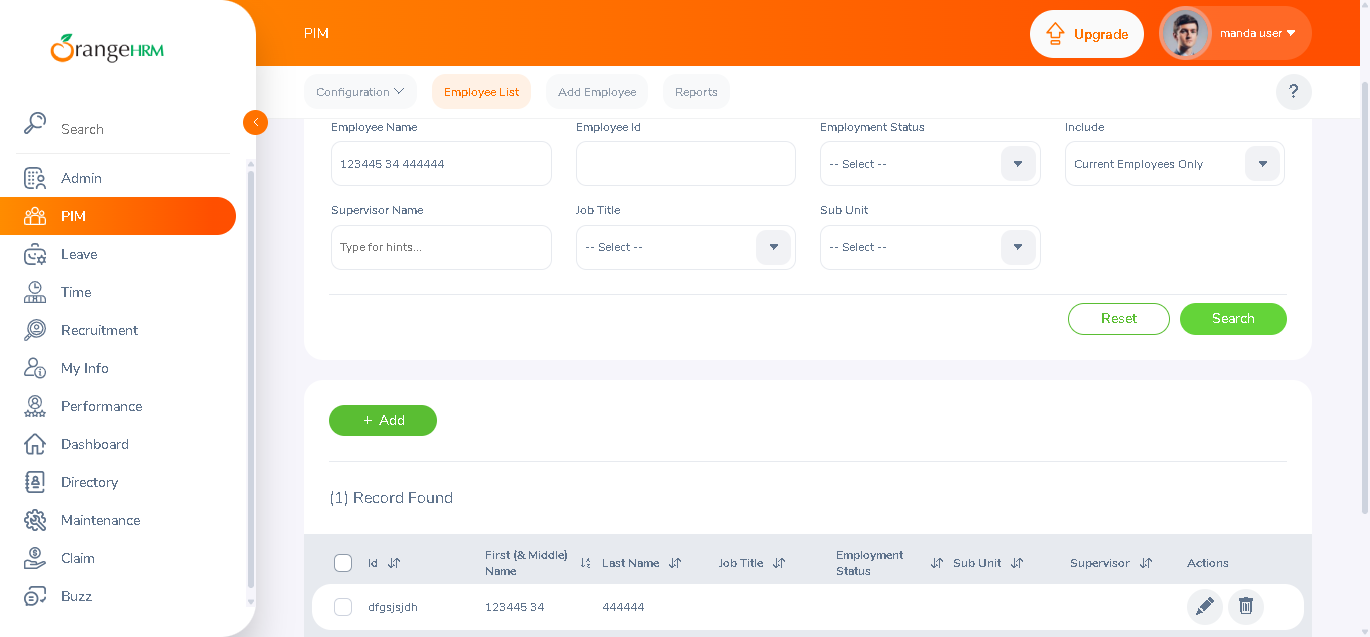 OrangeHRM
PIM
Upgrade
manda user
Configuration
Employee List
Add Employee
Reports
?
Search
Admin
PIM
Leave
Time
Recruitment
My Info
Performance
Dashboard
Directory
Maintenance
Claim
Buzz
Employee Name
Employee Id
Employment Status
Include
123445 34 444444
-- Select --
Current Employees Only
Supervisor Name
Job Title
Sub Unit
Type for hints...
-- Select --
-- Select --
Reset
Search
+ Add
(1) Record Found
Id
First (& Middle)
Name
Last Name
Job Title
Employment
Status
Sub Unit
Supervisor
Actions
dfgsjsjdh
123445 34
444444